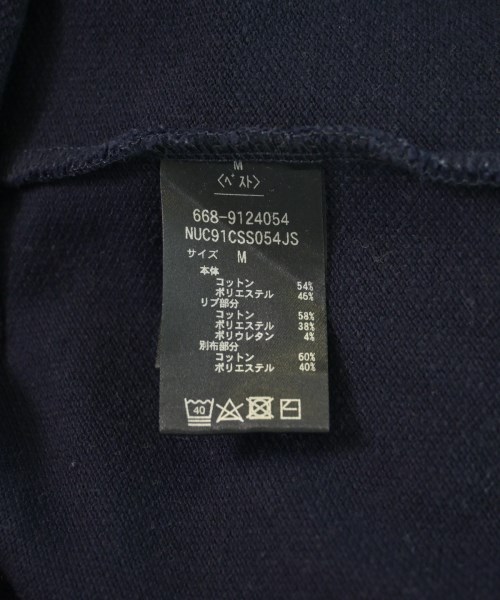 M
〈ベスト〉
668-9124054
NUC91CSS054JS
サイズ M
本体
コットン 54%
ポリエステル 46%
リブ部分
コットン 58%
ポリエステル 38%
ポリウレタン 4%
別布部分
コットン 60%
ポリエステル 40%
40